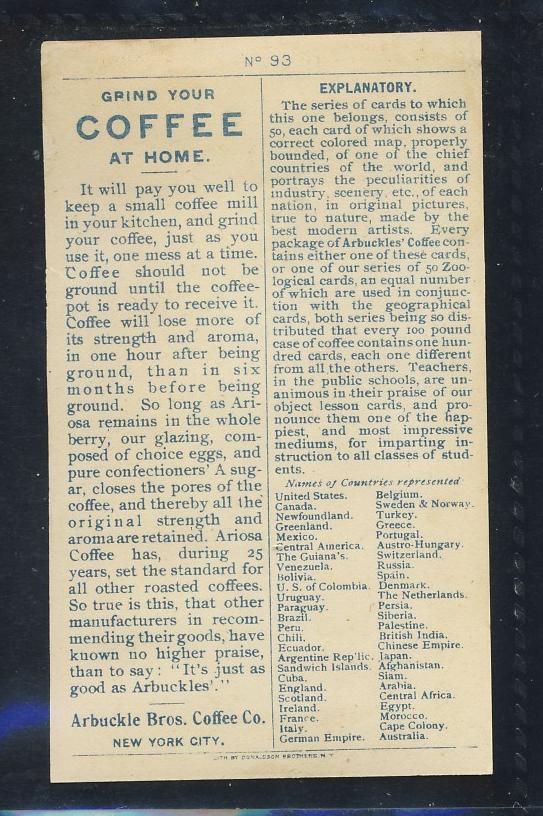 No 93
GRIND YOUR
COFFEE
AT HOME.
It will pay you well to
keep a small coffee mill
in your kitchen, and grind
your coffee, just as you
use it, one mess at a time.
Coffee should not be
ground until the coffee-
pot is ready to receive it.
Coffee will lose more of
its strength and aroma,
in one hour after being
ground, than in six
months before being
ground. So long as Ari-
osa remains in the whole
berry, our glazing, com-
posed of choice eggs, and
pure confectioners' A sug-
ar, closes the pores of the
coffee, and thereby all the
original strength and
aroma are retained. Ariosa
Coffee has, during 25
years, set the standard for
all other roasted coffees.
So true is this, that other
manufacturers in recom-
mending their goods, have
known no higher praise,
than to say: "It's just as
good as Arbuckles'."
Arbuckle Bros. Coffee Co.
NEW YORK CITY.
EXPLANATORY.
The series of cards to which
this one belongs, consists of
50, each card of which shows a
correct colored map, properly
bounded, of one of the chief
countries of the world, and
portrays the peculiarities of
industry, scenery, etc., of each
nation, in original pictures,
true to nature, made by the
best modern artists. Every
package of Arbuckles' Coffee con-
tains either one of these cards,
or one of our series of 50 Zoo-
logical cards, an equal number
of which are used in conjunc-
tion with the geographical
cards, both series being so dis-
tributed that every 100 pound
case of coffee contains one hun-
dred cards, each one different
from all the others. Teachers,
in the public schools, are un-
animous in their praise of our
object lesson cards, and pro-
nounce them one of the hap-
piest, and most impressive
mediums, for imparting in-
struction to all classes of stud-
ents.
Names of Countries represented
United States.
Canada.
Newfoundland.
Greenland.
Mexico.
Central America.
The Guiana's.
Venezuela.
Bolivia.
U. S. of Colombia.
Uruguay.
Paraguay.
Brazil.
Peru.
Chili.
Ecuador.
Argentine Rep'lic.
Sandwich Islands.
Cuba.
England.
Scotland.
Ireland.
France.
Italy.
German Empire.
Belgium.
Sweden & Norway.
Turkey.
Greece.
Portugal.
Austro-Hungary.
Switzerland.
Russia.
Spain.
Denmark.
The Netherlands.
Persia.
Siberia.
Palestine.
British India.
Chinese Empire.
Japan.
Afghanistan.
Siam.
Arabia.
Central Africa.
Egypt.
Morocco.
Cape Colony.
Australia.
LITH BY DONALDSON BROTHERS N.Y